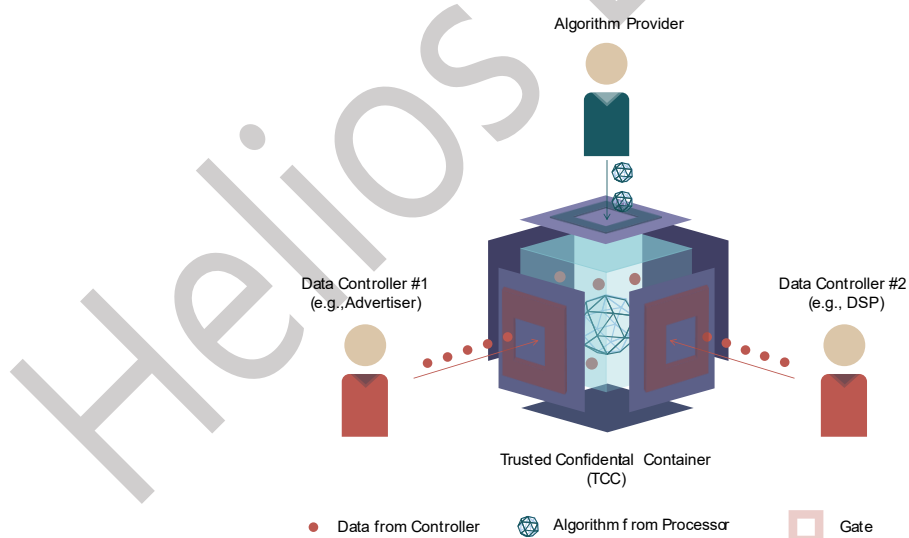 Algorithm Provider
Data Controller #1
(e.g.,Advertiser)
Data Controller #2
(e.g., DSP)
Trusted Confidental Container
(TCC)
Data from Controller
Algorithm from Processor
Gate
Helios